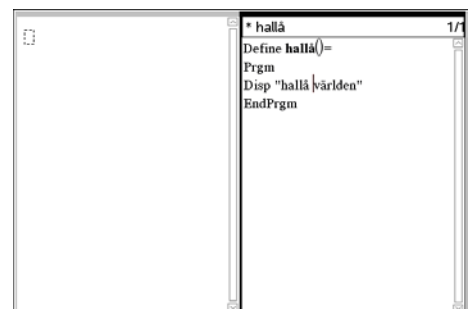 * hallå 1/1
Define hallå()=
Prgm
Disp "hallå världen"
EndPrgm